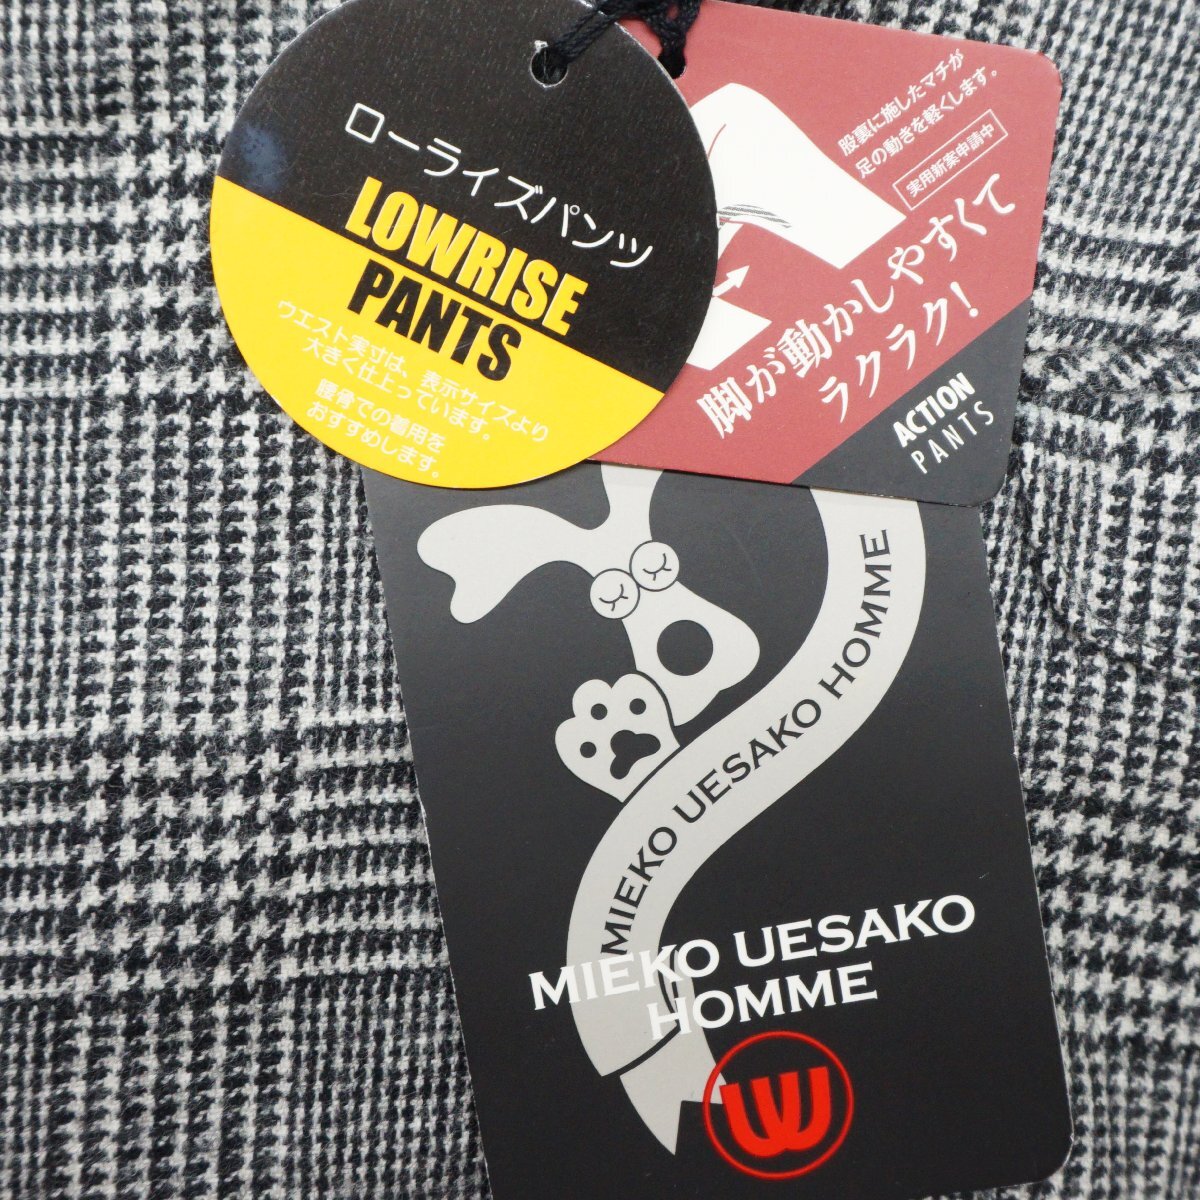 ローライズパンツ
LOWRISE
PANTS
ウエスト実寸は、表示サイズより
大きく仕上っています。
腰骨での着用を
おすすめします。
股裏に施したマチが
足の動きを軽くします。
実用新案申請中
脚が動かしやすくて
ラクラク!
ACTION
PANTS
MIEKO UESAKO HOMME
MIEKO UESAKO
HOMME